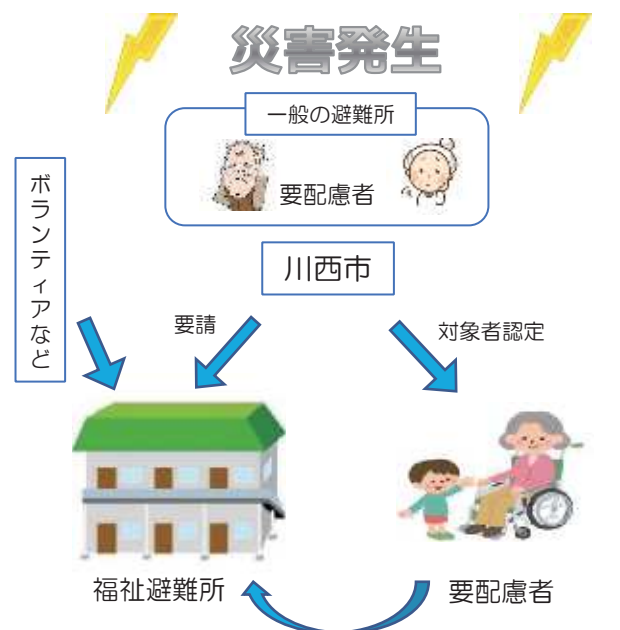 災害発生
一般の避難所
要配慮者
ボランティアなど
川西市
要請
対象者認定
福祉避難所
要配慮者